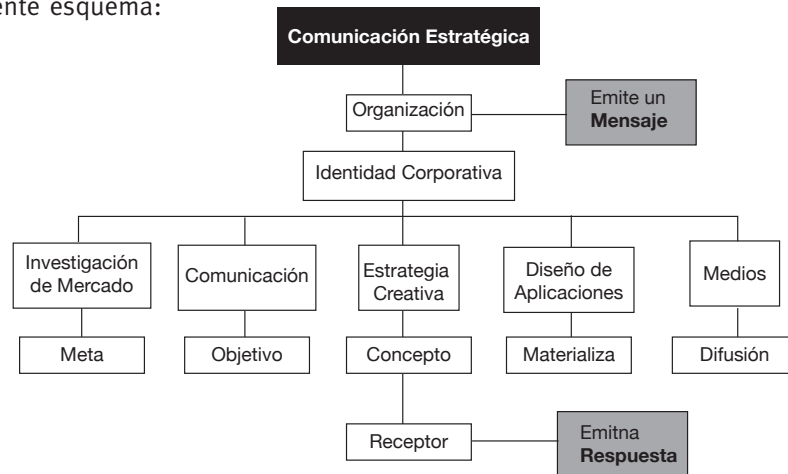 ente esquema:
Comunicación Estratégica
Organización
Emite un
Mensaje
Identidad Corporativa
Investigación
de Mercado
Comunicación
Estrategia
Creativa
Diseño de
Aplicaciones
Medios
Meta
Objetivo
Concepto
Materializa
Difusión
Receptor
Emitna
Respuesta